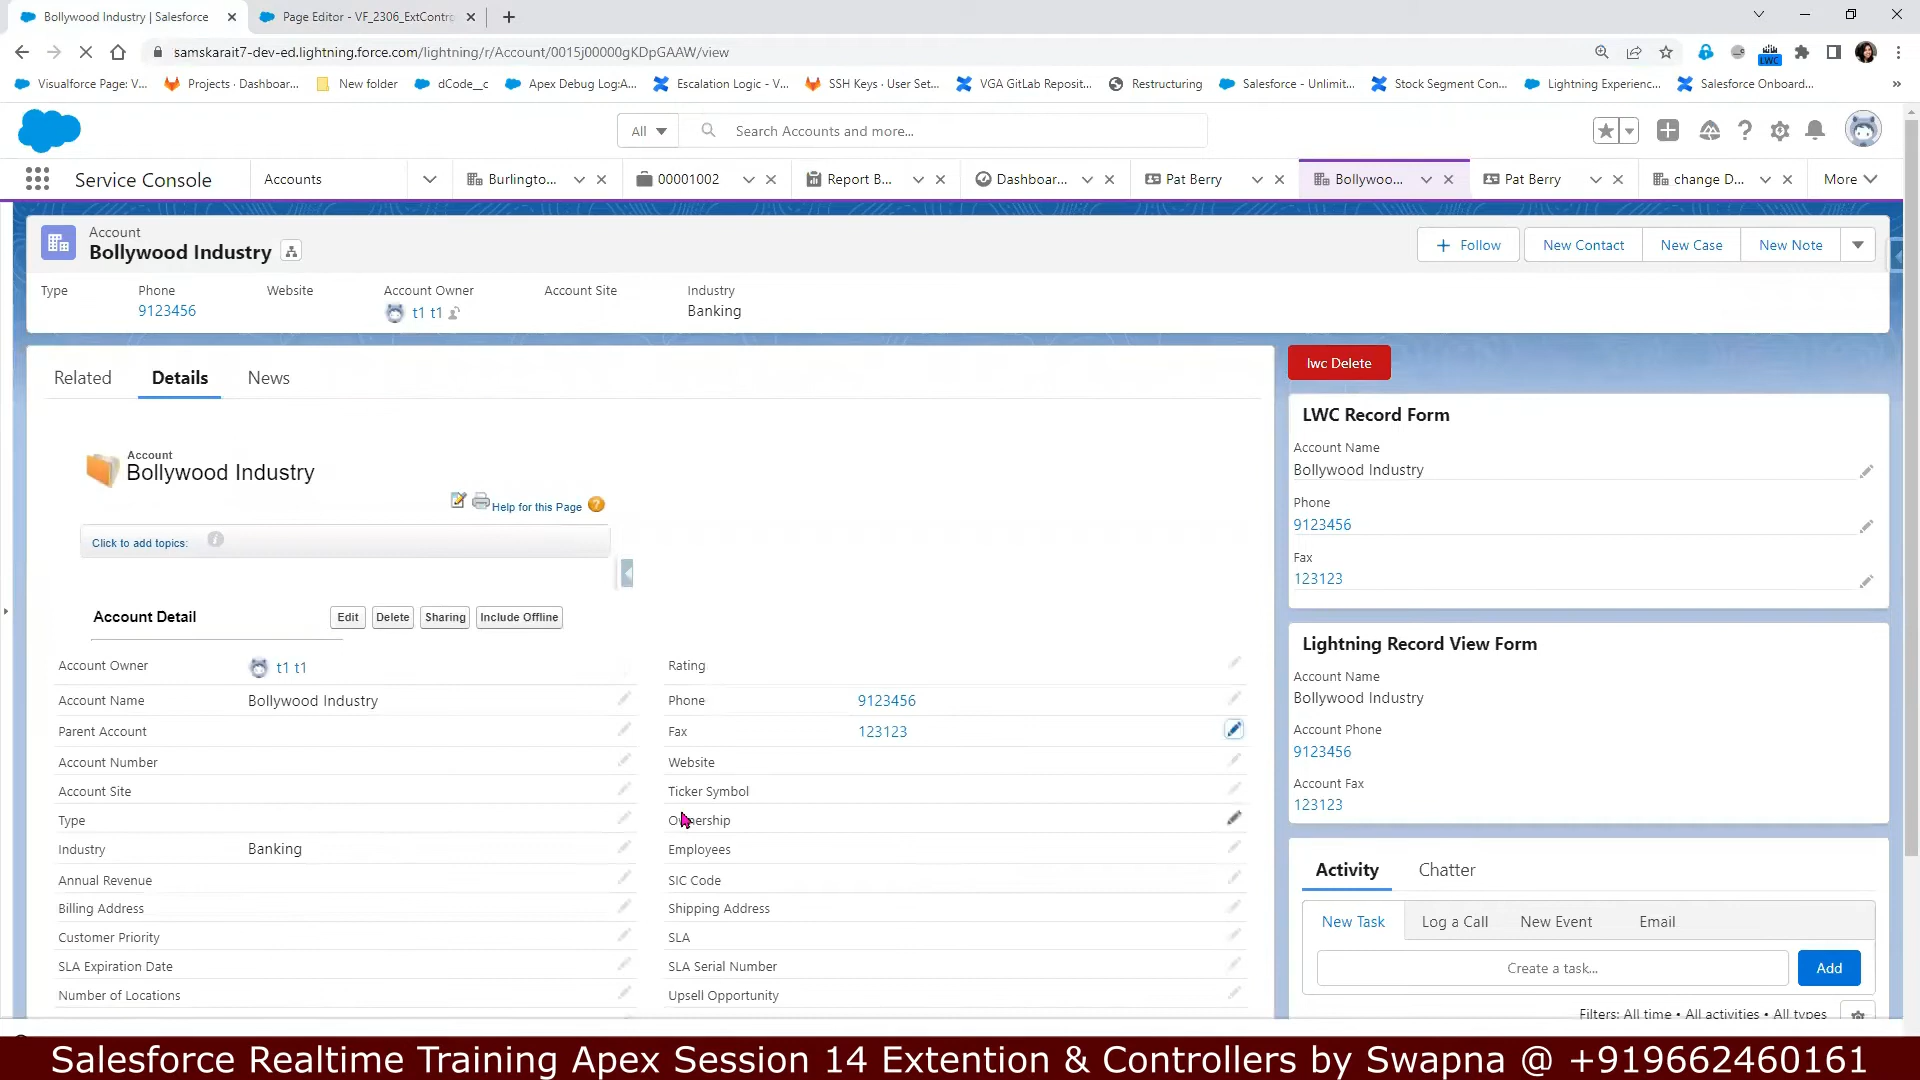 Bollywood Industry | Salesforce
Page Editor - VF_2306_ExtContro
samskarait7-dev-ed.lightning.force.com/lightning/r/Account/0015j00000gKDpGAAW/view
Visualforce Page: V...
Projects · Dashboar...
New folder
dCode__c
Apex Debug Log:A...
Escalation Logic - V...
SSH Keys · User Set...
VGA GitLab Reposit...
Restructuring
Salesforce - Unlimit...
Stock Segment Con...
Lightning Experienc...
Salesforce Onboard...
LWC
All
Search Accounts and more...
Service Console
Accounts
Burlingto...
00001002
Report B...
Dashboar...
Pat Berry
Bollywoo...
Pat Berry
change D...
More
Account
Bollywood Industry
Follow
New Contact
New Case
New Note
Type
Phone
9123456
Website
Account Owner
t1 t1
Account Site
Industry
Banking
Related
Details
News
Account
Bollywood Industry
Help for this Page
Click to add topics:
Account Detail
Edit
Delete
Sharing
Include Offline
Account Owner t1 t1
Rating
Account Name Bollywood Industry
Phone 9123456
Parent Account
Fax 123123
Account Number
Website
Account Site
Ticker Symbol
Type
Ownership
Industry Banking
Employees
Annual Revenue
SIC Code
Billing Address
Shipping Address
Customer Priority
SLA
SLA Expiration Date
SLA Serial Number
Number of Locations
Upsell Opportunity
lwc Delete
LWC Record Form
Account Name
Bollywood Industry
Phone
9123456
Fax
123123
Lightning Record View Form
Account Name
Bollywood Industry
Account Phone
9123456
Account Fax
123123
Activity
Chatter
New Task
Log a Call
New Event
Email
Create a task...
Add
Filters: All time • All activities • All types
Salesforce Realtime Training Apex Session 14 Extention & Controllers by Swapna @ +919662460161